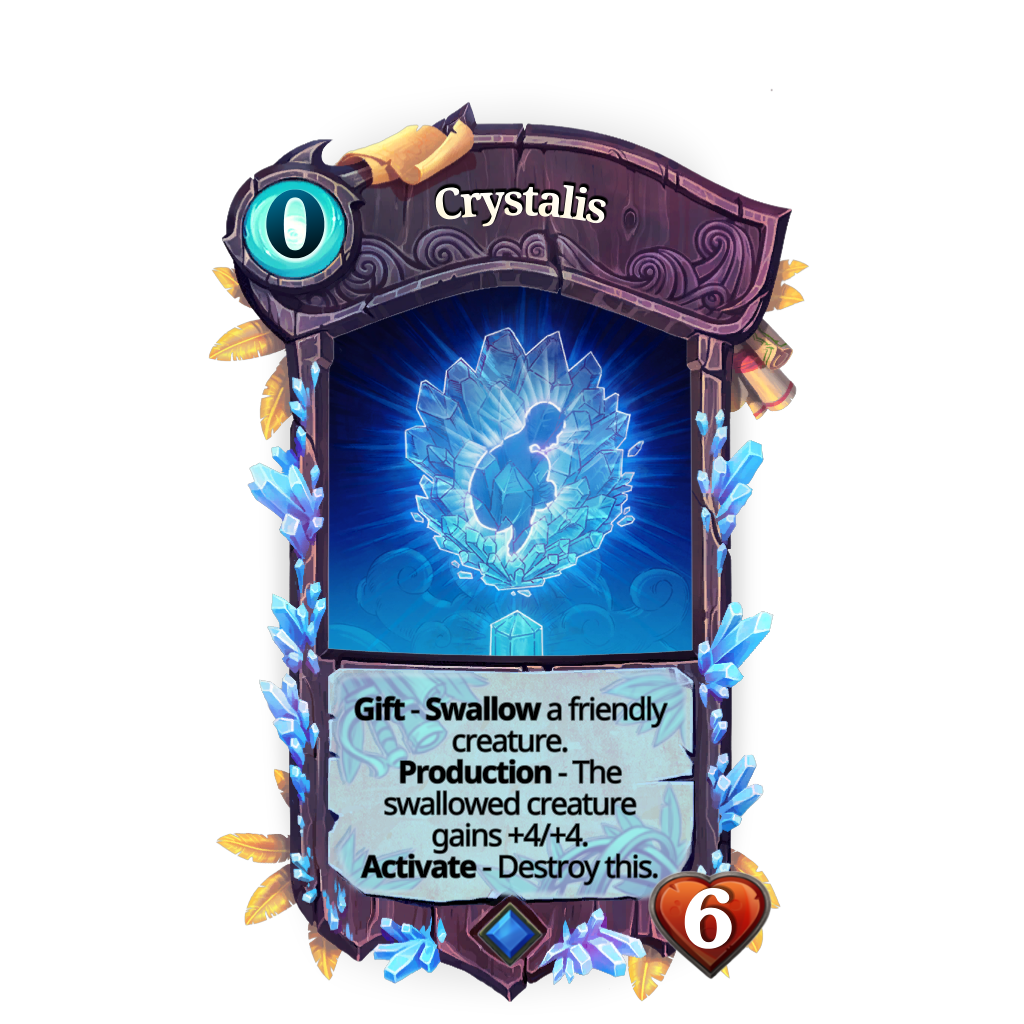 0
Crystalis
Gift - Swallow a friendly
creature.
Production - The
swallowed creature
gains +4/+4.
Activate - Destroy this.
6